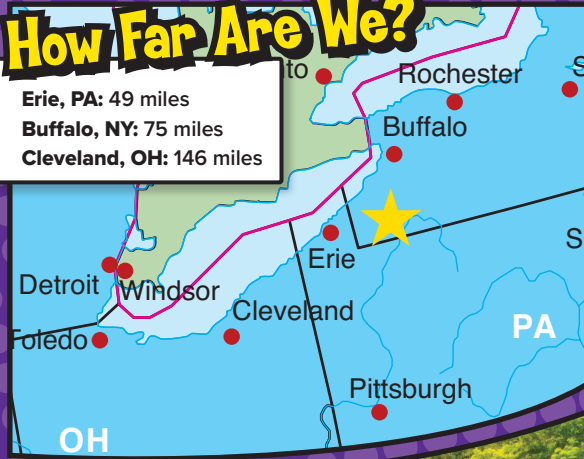 How Far Are We?
Erie, PA: 49 miles
Buffalo, NY: 75 miles
Cleveland, OH: 146 miles
Rochester
Buffalo
Erie
Detroit
Windsor
Cleveland
Toledo
PA
Pittsburgh
OH